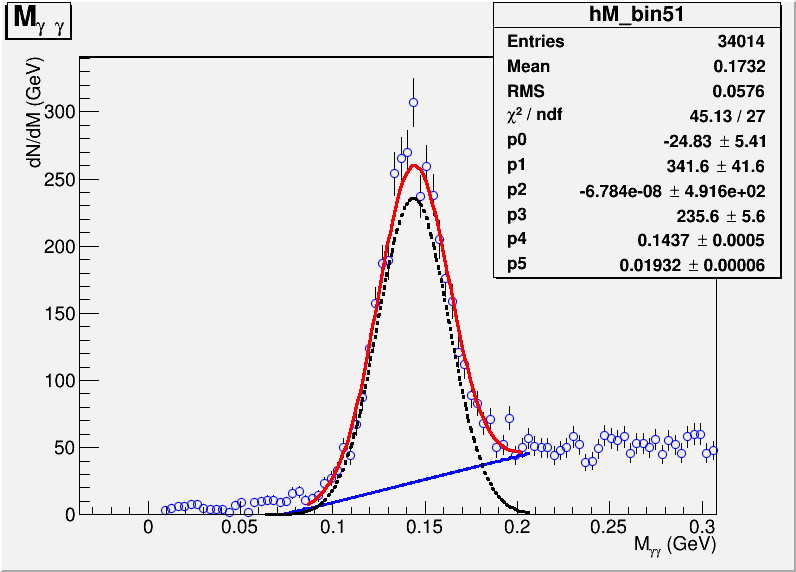 Mγ γ
hM_bin51
Entries 34014
Mean 0.1732
RMS 0.0576
χ² / ndf 45.13 / 27
p0 -24.83 ± 5.41
p1 341.6 ± 41.6
p2 -6.784e-08 ± 4.916e+02
p3 235.6 ± 5.6
p4 0.1437 ± 0.0005
p5 0.01932 ± 0.00006
dN/dM (GeV)
300
250
200
150
100
50
0
0 0.05 0.1 0.15 0.2 0.25 0.3
Mγγ (GeV)